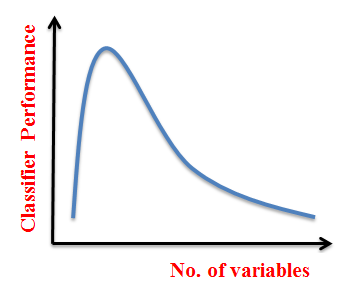 Classifier Performance
No. of variables